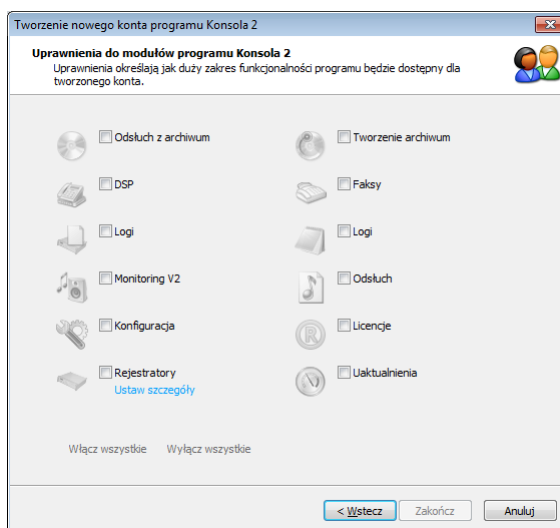 Tworzenie nowego konta programu Konsola 2
Uprawnienia do modułów programu Konsola 2
Uprawnienia określają jak duży zakres funkcjonalności programu będzie dostępny dla
tworzonego konta.
Odsłuch z archiwum
Tworzenie archiwum
DSP
Faksy
Logi
Logi
Monitoring V2
Odsłuch
Konfiguracja
Licencje
Rejestratory
Uaktualnienia
Ustaw szczegóły
Włącz wszystkie Wyłącz wszystkie
< Wstecz Zakończ Anuluj